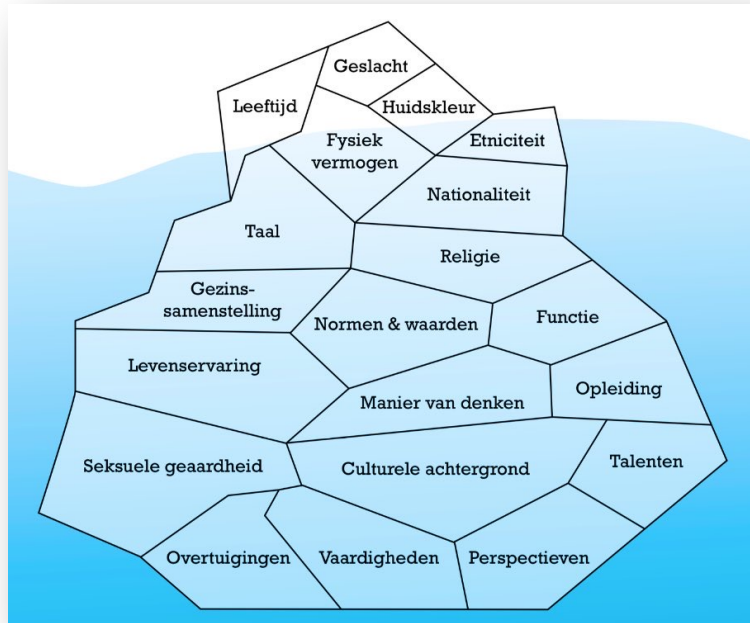 Geslacht
Leeftijd
Huidskleur
Fysiek
vermogen
Etniciteit
Nationaliteit
Taal
Religie
Gezins-
samenstelling
Normen & waarden
Functie
Levenservaring
Opleiding
Manier van denken
Seksuele geaardheid
Culturele achtergrond
Talenten
Overtuigingen
Vaardigheden
Perspectieven